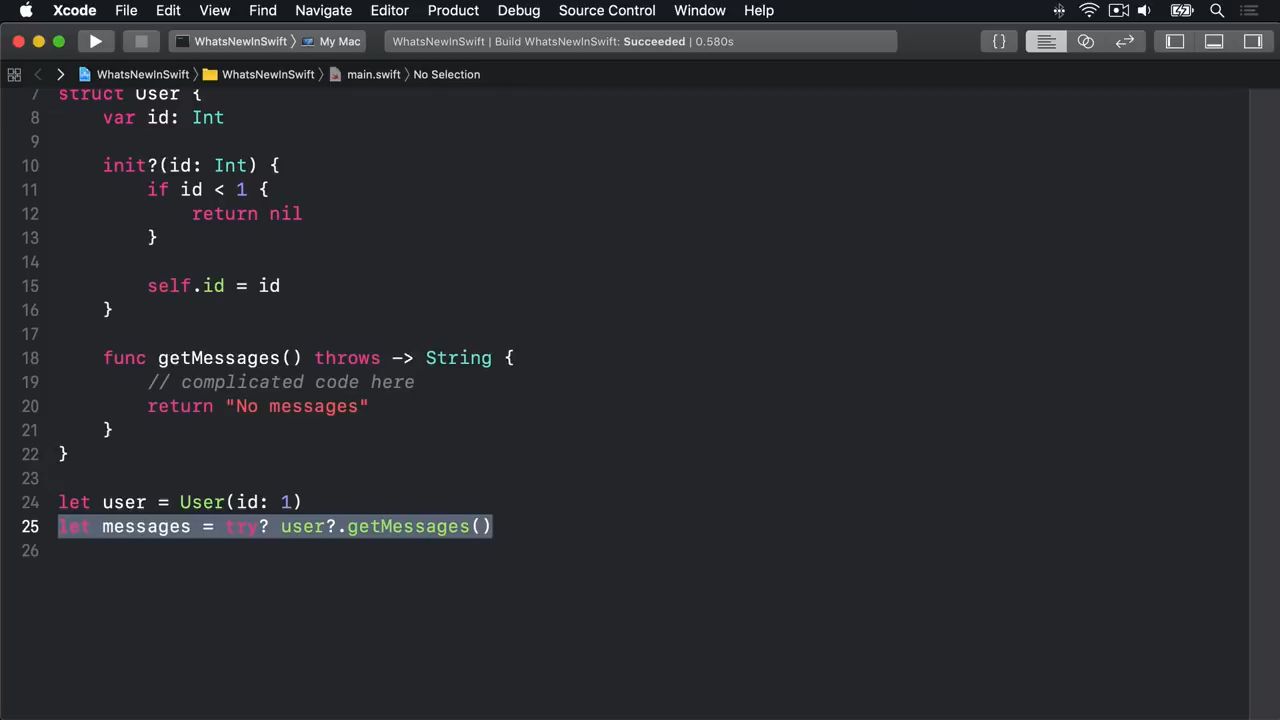 Xcode File Edit View Find Navigate Editor Product Debug Source Control Window Help
WhatsNewInSwift My Mac WhatsNewInSwift | Build WhatsNewInSwift: Succeeded | 0.580s {}
WhatsNewInSwift WhatsNewInSwift main.swift No Selection
7 struct User {
8 var id: Int
9
10 init?(id: Int) {
11 if id < 1 {
12 return nil
13 }
14
15 self.id = id
16 }
17
18 func getMessages() throws -> String {
19 // complicated code here
20 return "No messages"
21 }
22 }
23
24 let user = User(id: 1)
25 let messages = try? user?.getMessages()
26